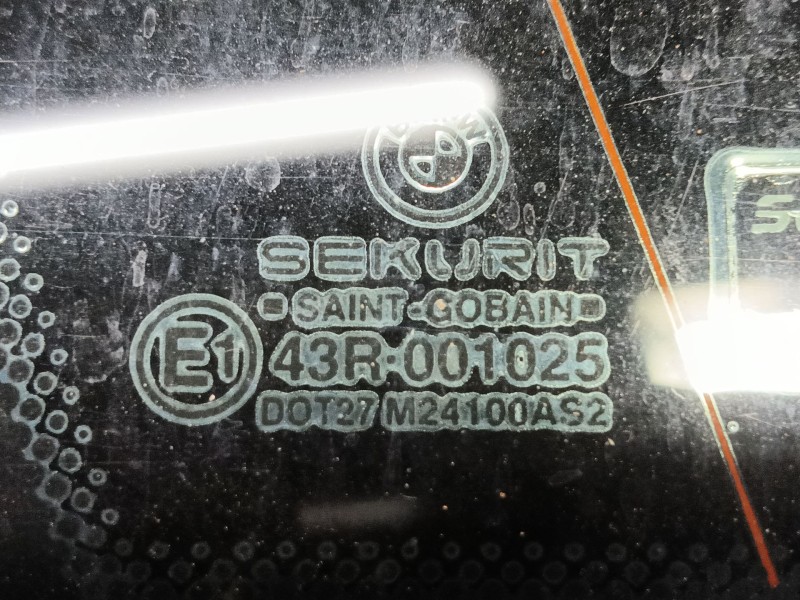 SEKURIT
SAINT-GOBAIN
E1
43R-001025
DOT27 M24100AS2